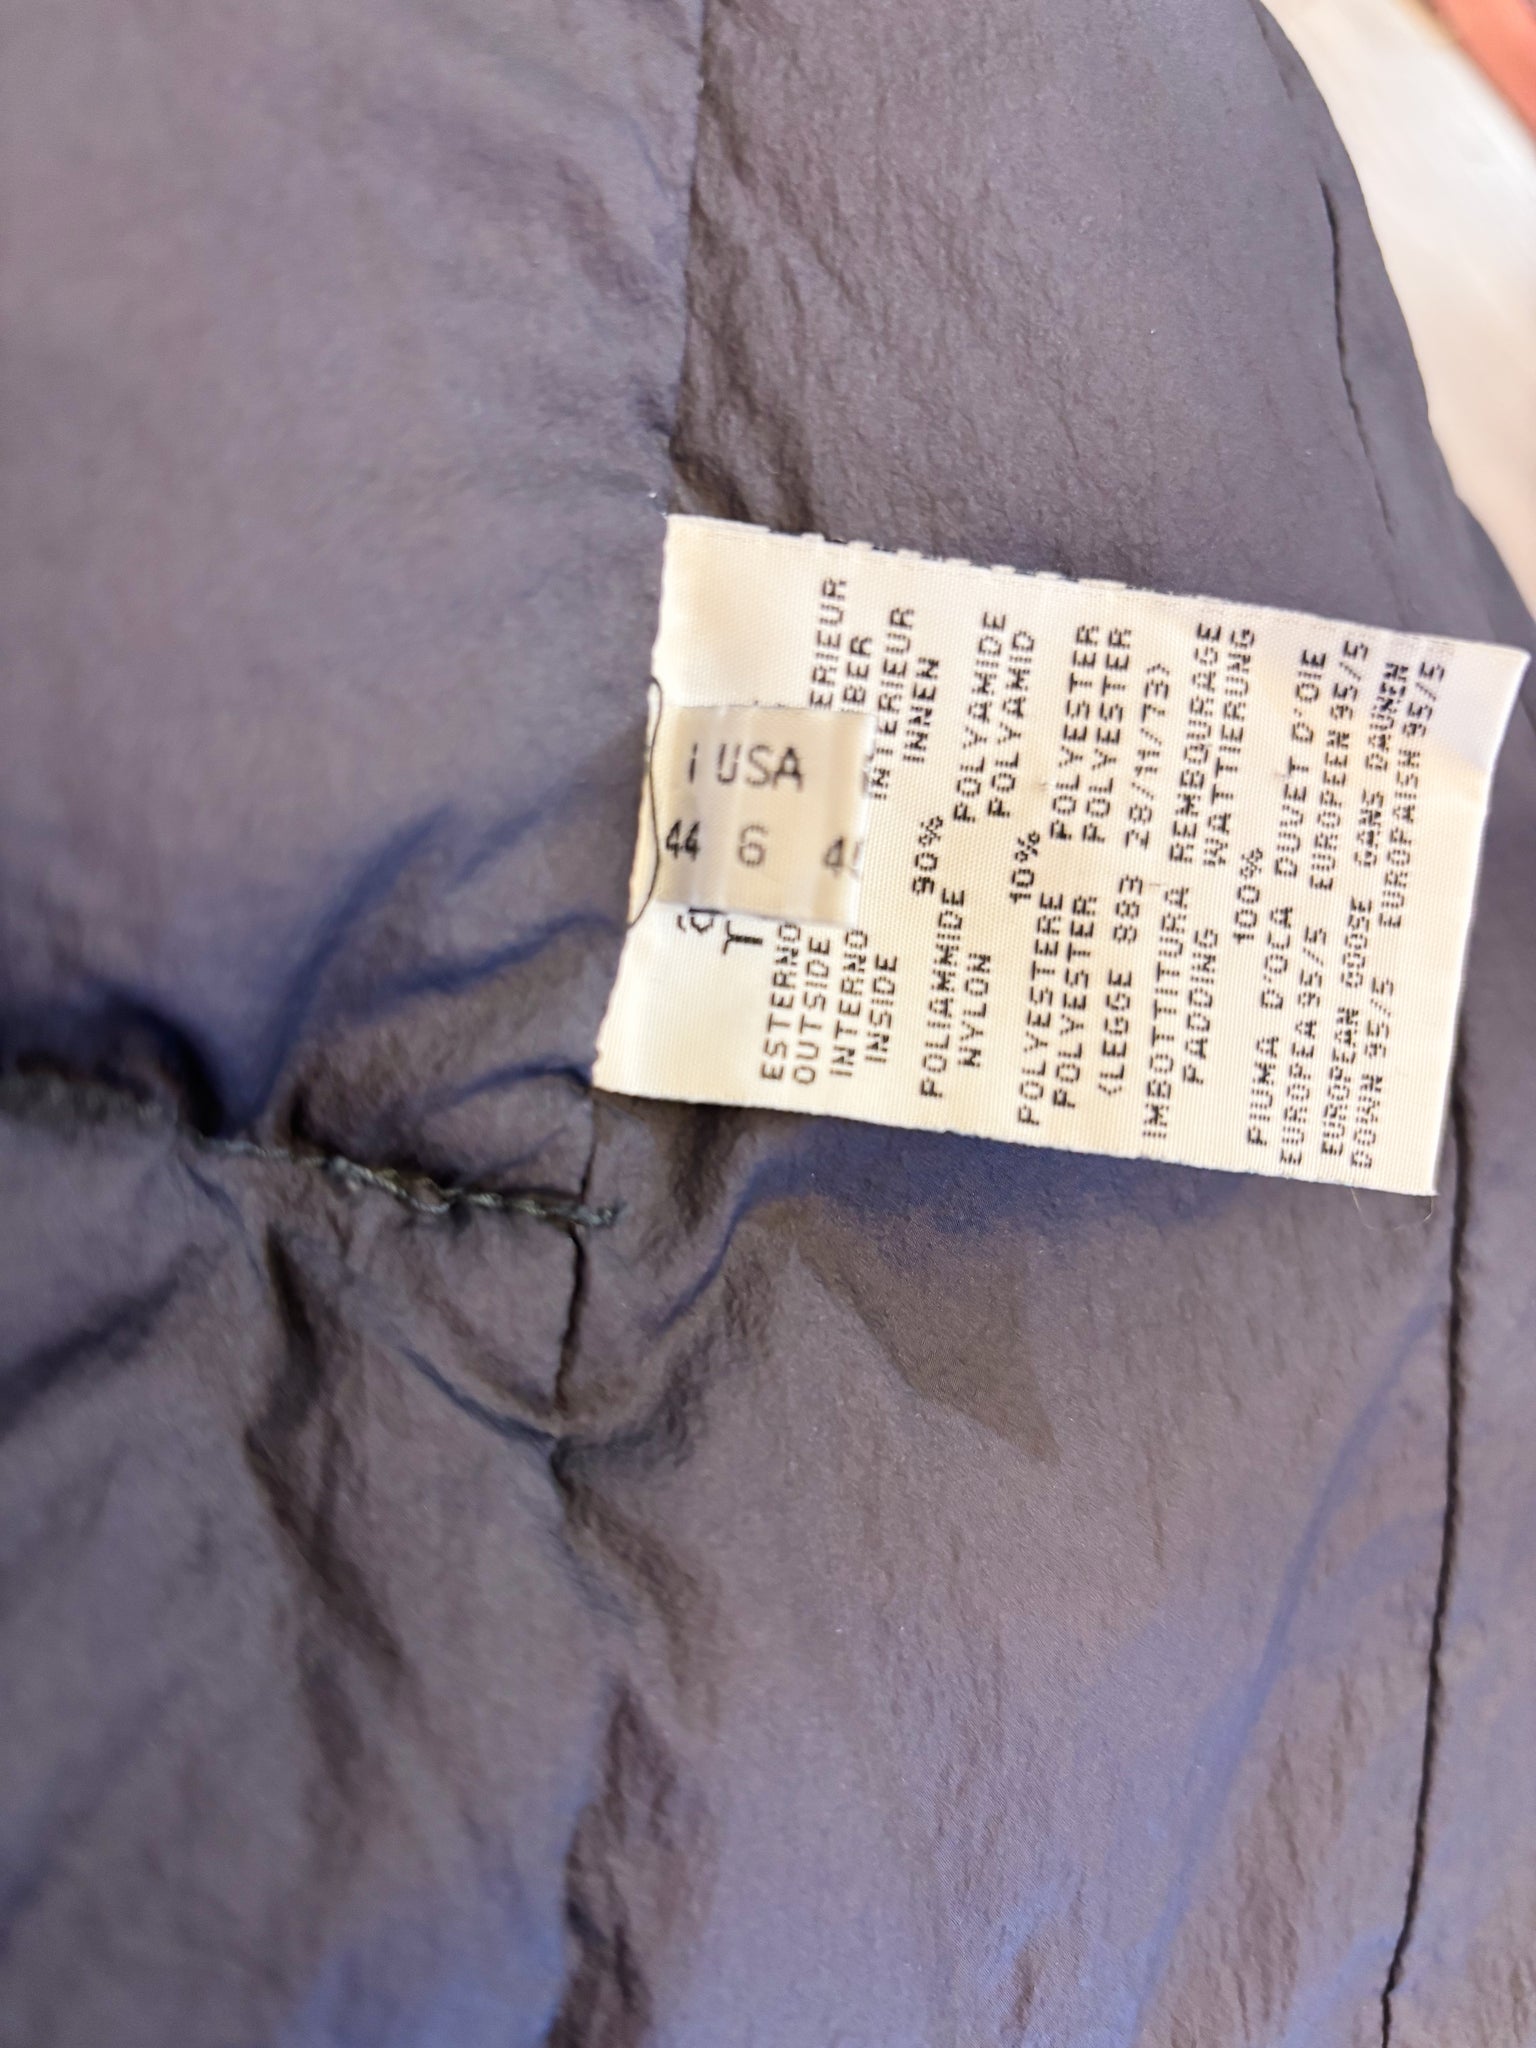 I USA
44 6
ESTERNO ERIEUR
OUTSIDE BER
INTERNO INTERIEUR
INSIDE INNEN
90%
POLIAMMIDE POLYAMIDE
NYLON POLYAMID
10%
POLYESTERE POLYESTER
POLYESTER POLYESTER
(LEGGE 883 28/11/73)
IMBOTTITURA REMBOURAGE
PADDING WATTIERUNG
100%
PIUMA D'OCA DUVET D'OIE
EUROPEA 95/5 EUROPEEN 95/5
EUROPEAN GOOSE GANS DAUNEN
DOWN 95/5 EUROPAISH 95/5